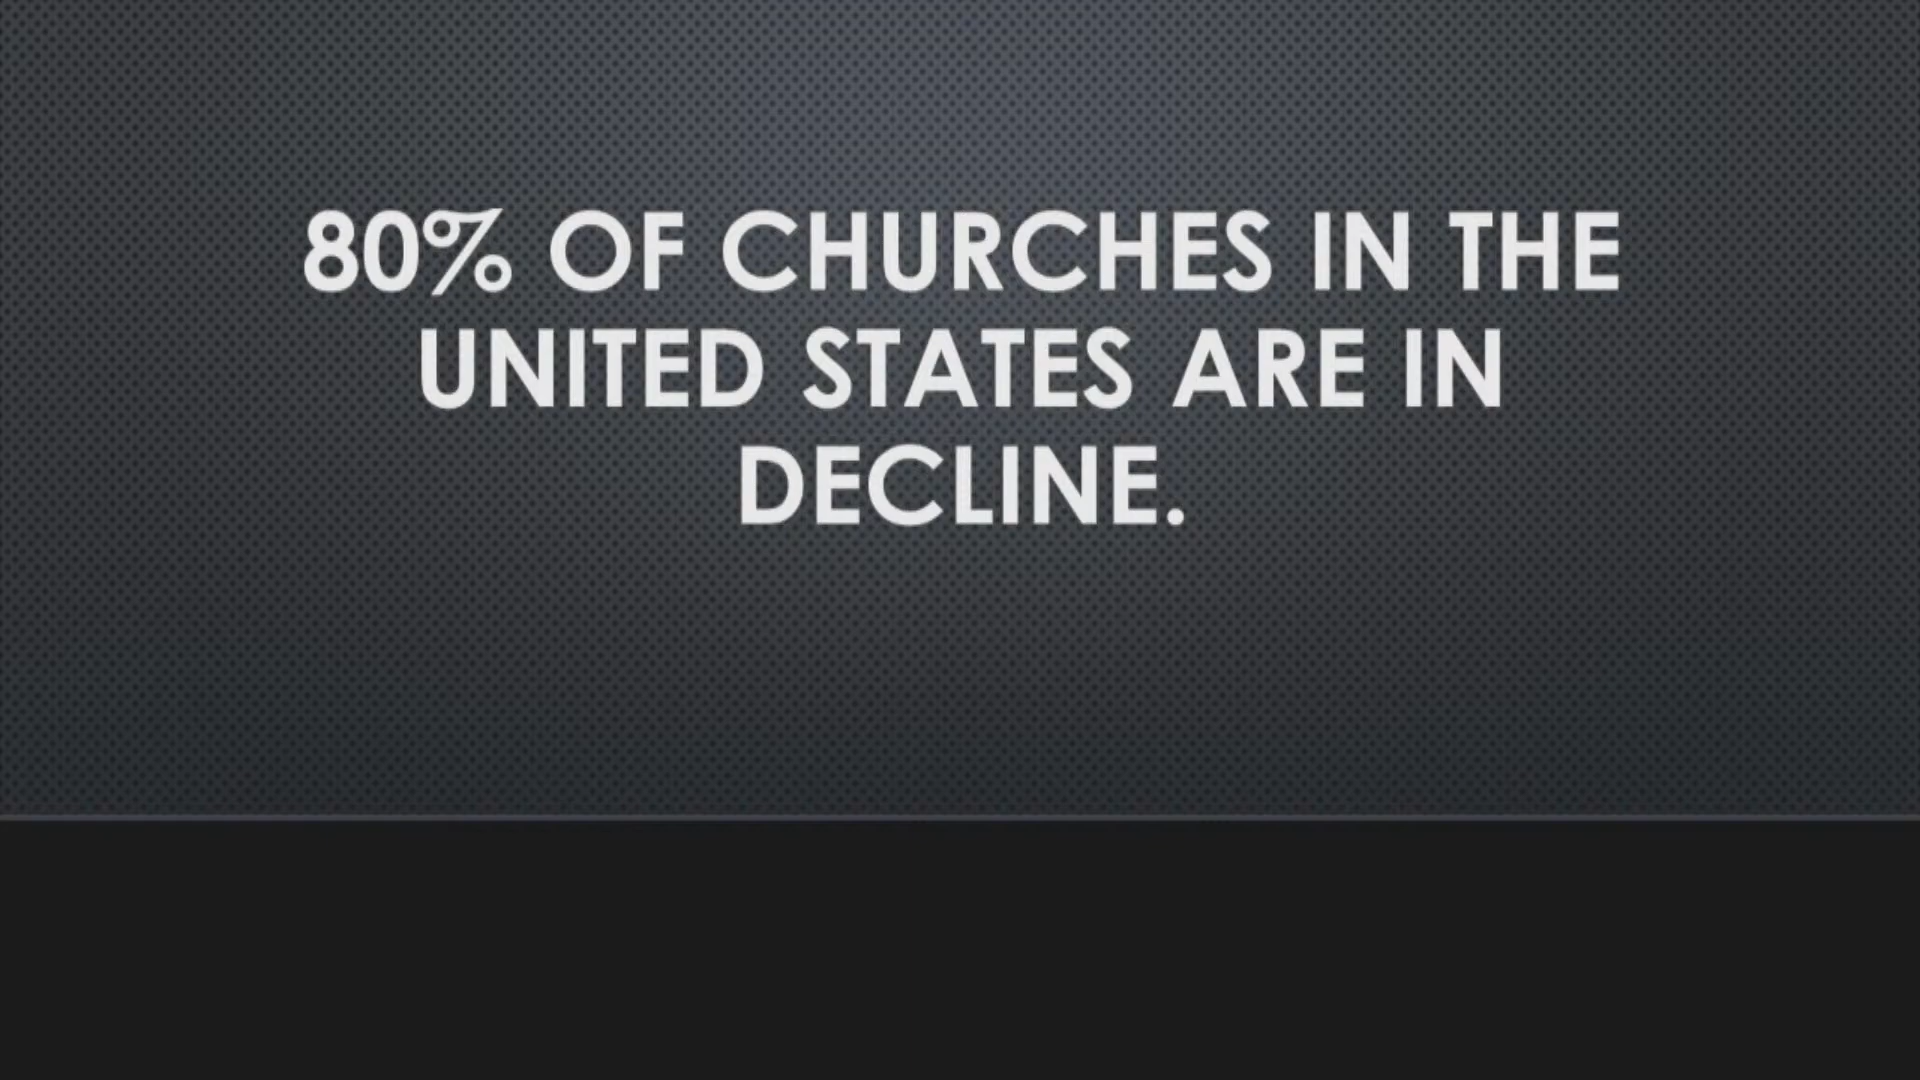 80% OF CHURCHES IN THE
UNITED STATES ARE IN
DECLINE.